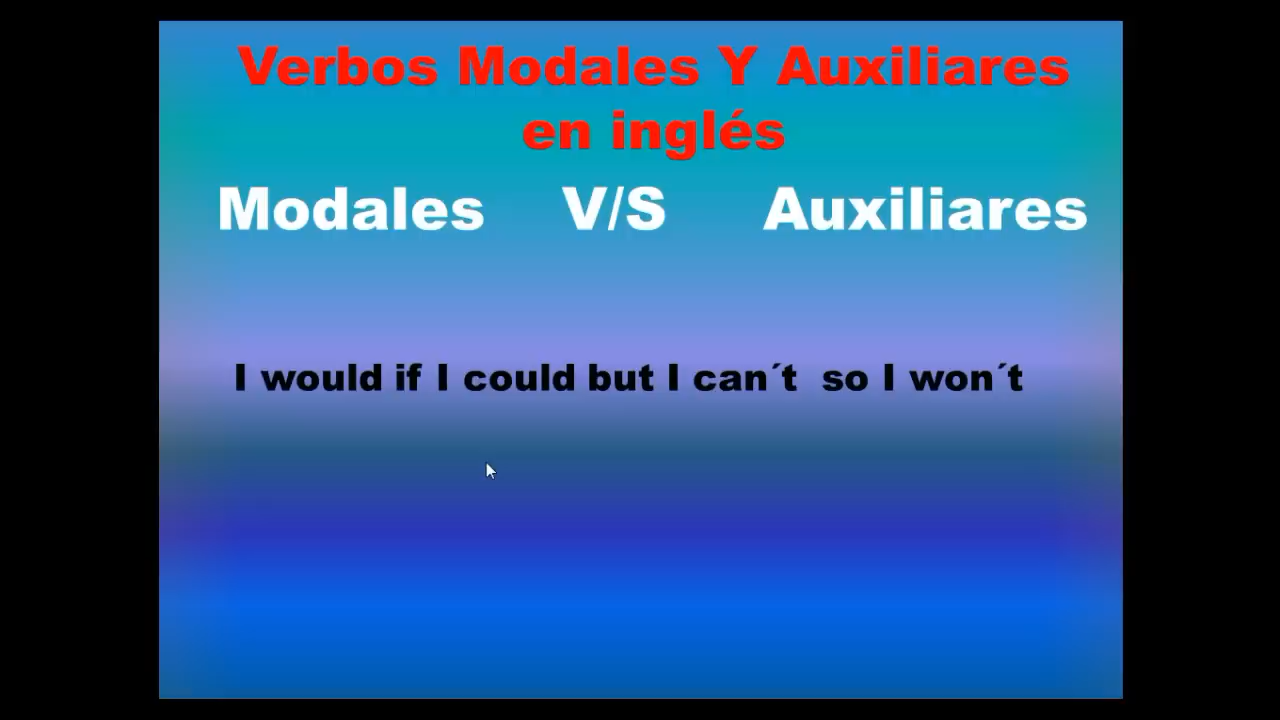 Verbos Modales Y Auxiliares
en inglés
Modales V/S Auxiliares
I would if I could but I can´t so I won´t